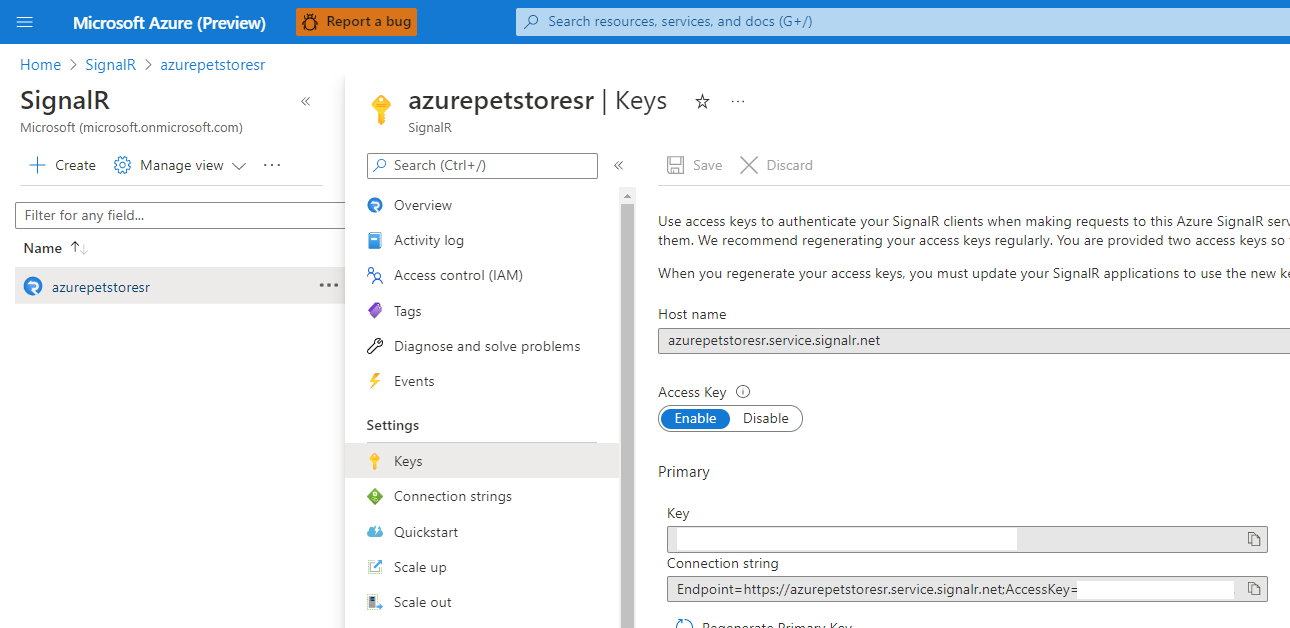 Microsoft Azure (Preview)
Report a bug
Search resources, services, and docs (G+/)
Home > SignalR > azurepetstoresr
SignalR
Microsoft (microsoft.onmicrosoft.com)
Create
Manage view
Filter for any field...
Name
azurepetstoresr
azurepetstoresr | Keys
SignalR
Search (Ctrl+/)
Overview
Activity log
Access control (IAM)
Tags
Diagnose and solve problems
Events
Settings
Keys
Connection strings
Quickstart
Scale up
Scale out
Save
Discard
Use access keys to authenticate your SignalR clients when making requests to this Azure SignalR serv
them. We recommend regenerating your access keys regularly. You are provided two access keys so
When you regenerate your access keys, you must update your SignalR applications to use the new ke
Host name
azurepetstoresr.service.signalr.net
Access Key
Enable
Disable
Primary
Key
Connection string
Endpoint=https://azurepetstoresr.service.signalr.net;AccessKey=
Regenerate Primary Key